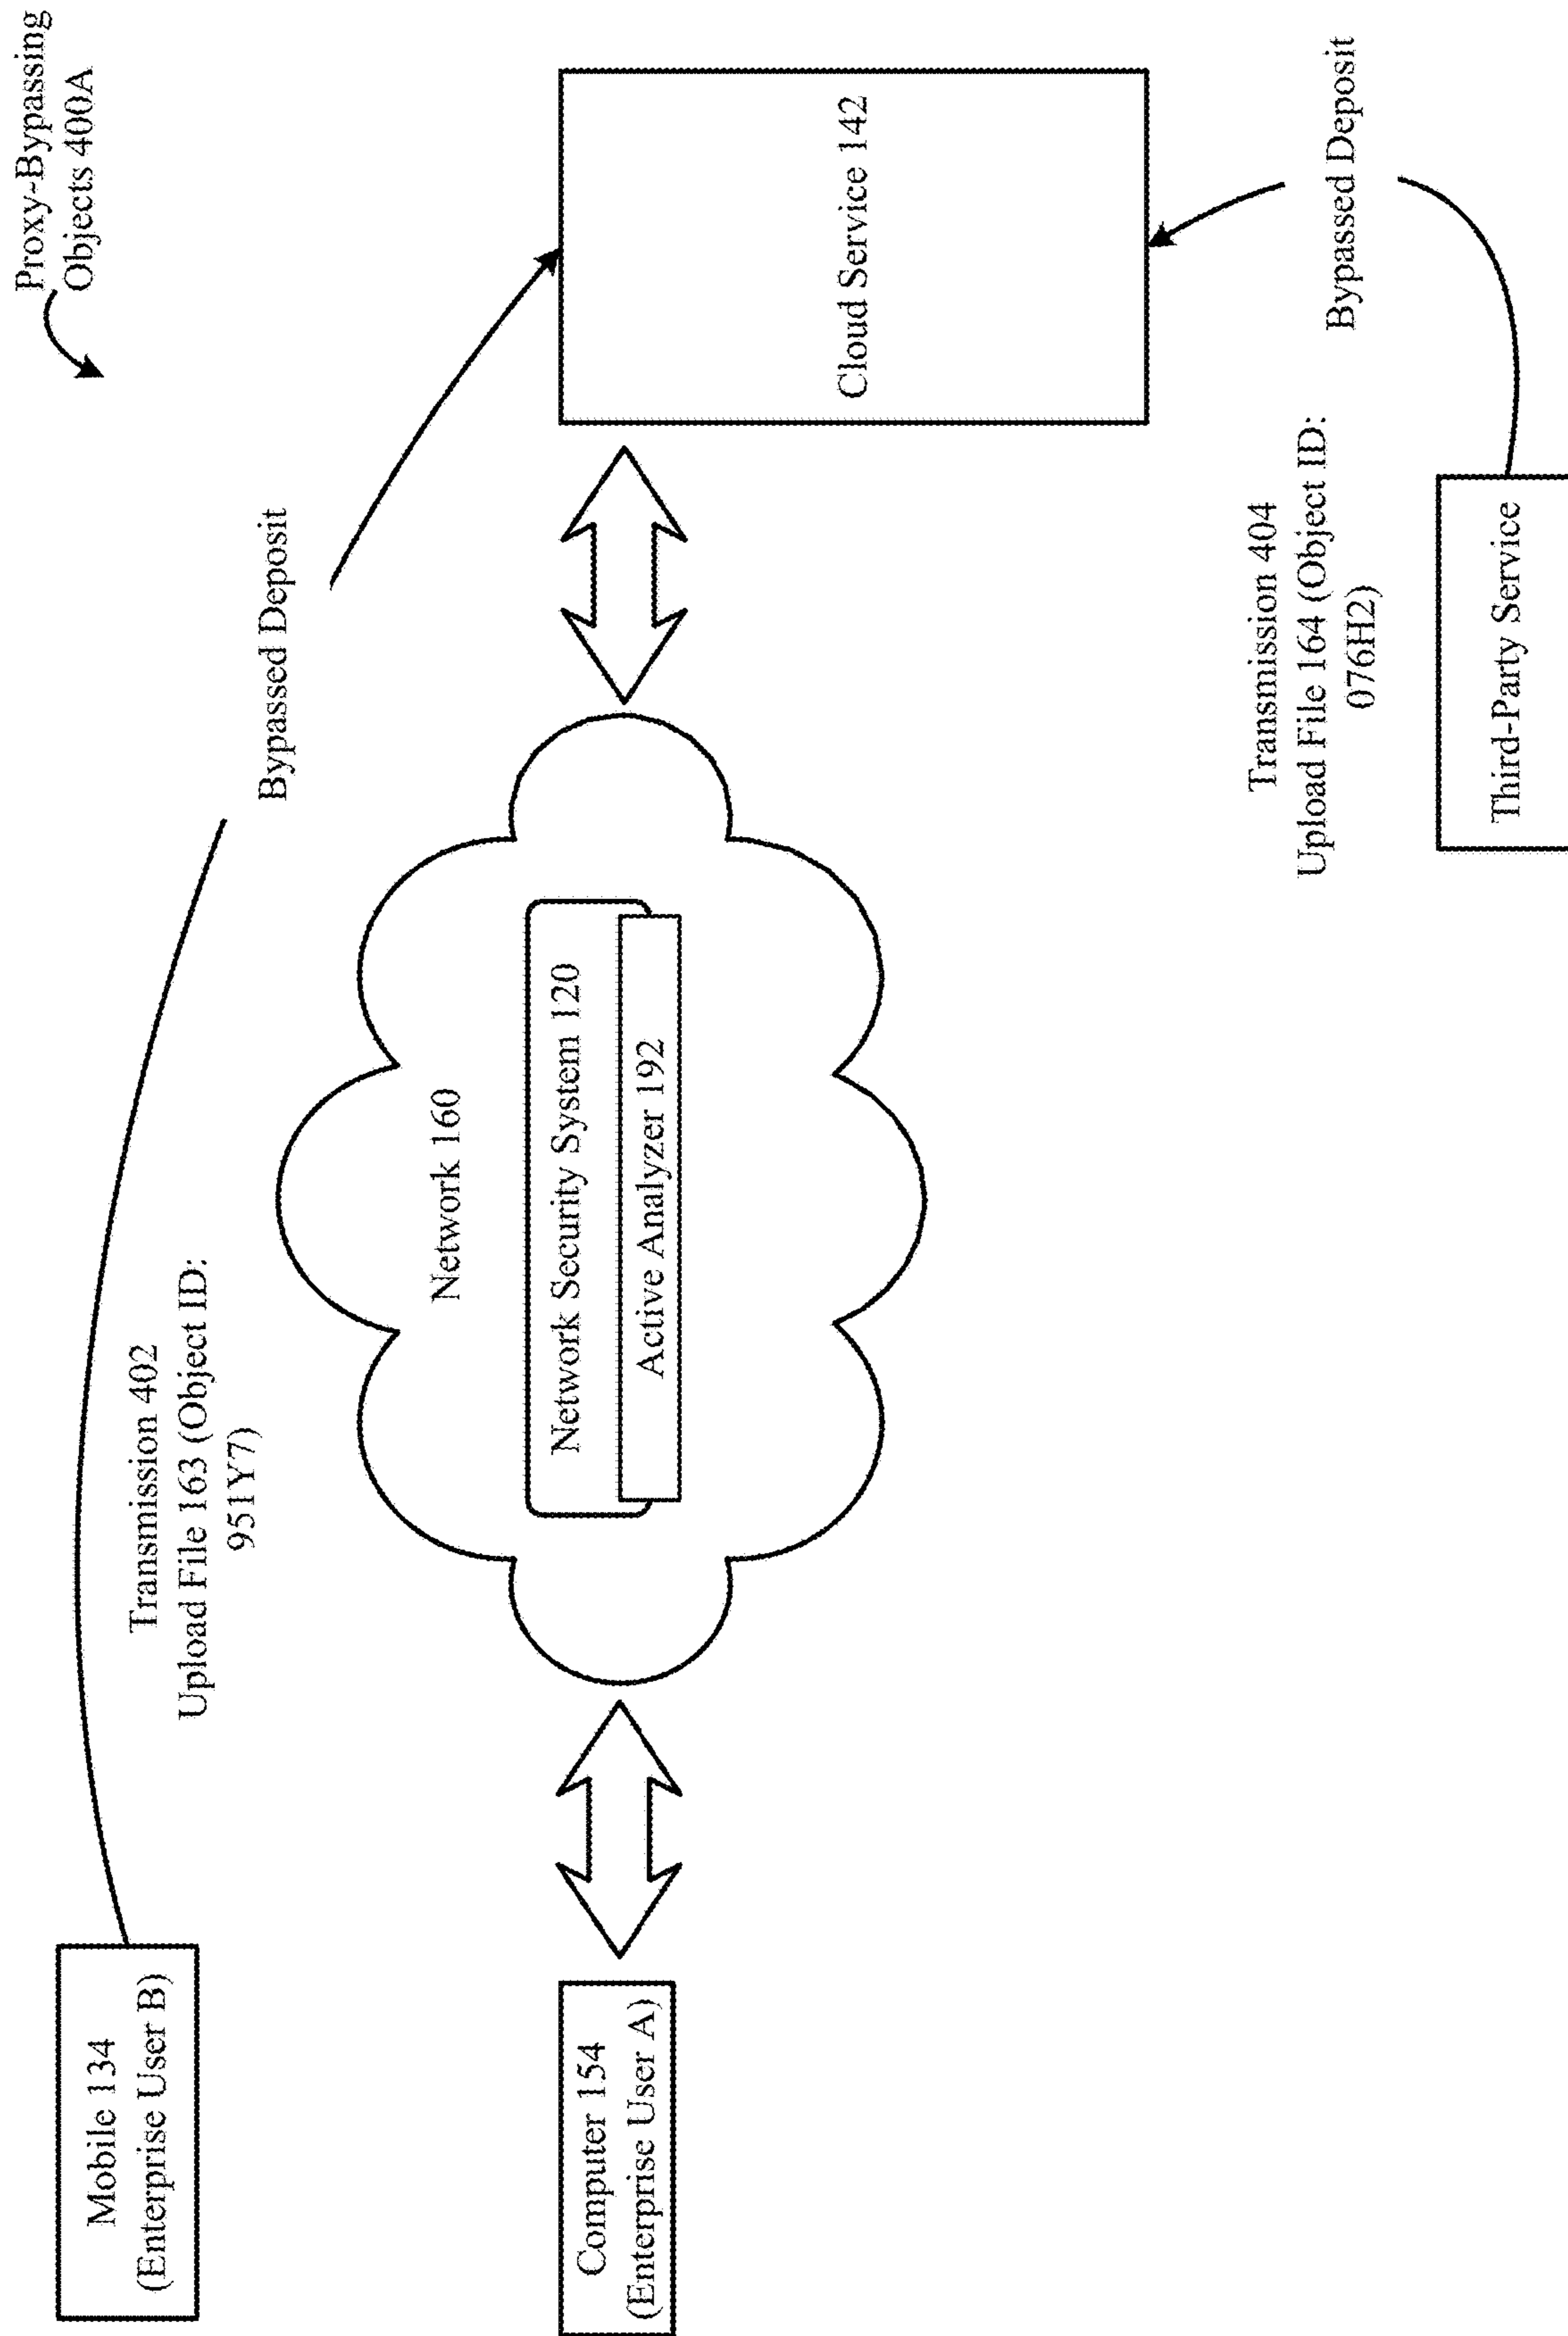 Proxy-Bypassing
Objects 400A
Mobile 134
(Enterprise User B)
Transmission 402
Upload File 163 (Object ID:
951Y7)
Bypassed Deposit
Network 160
Computer 154
(Enterprise User A)
Network Security System 120
Active Analyzer 192
Cloud Service 142
Transmission 404
Upload File 164 (Object ID:
076H2)
Bypassed Deposit
Third-Party Service